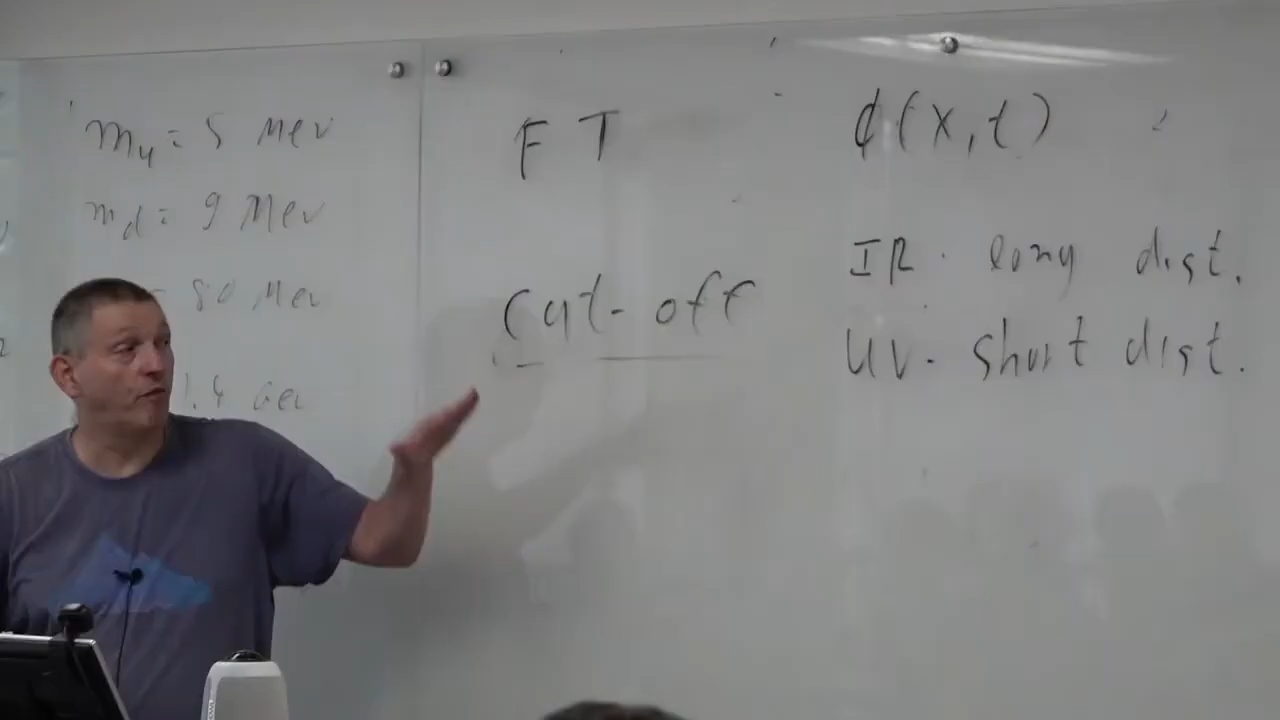 m_u = 5 MeV
m_d = 9 MeV
80 MeV
1.4 GeV
FT
Cut-off
ϕ(x,t)
IR. long dist.
UV. short dist.